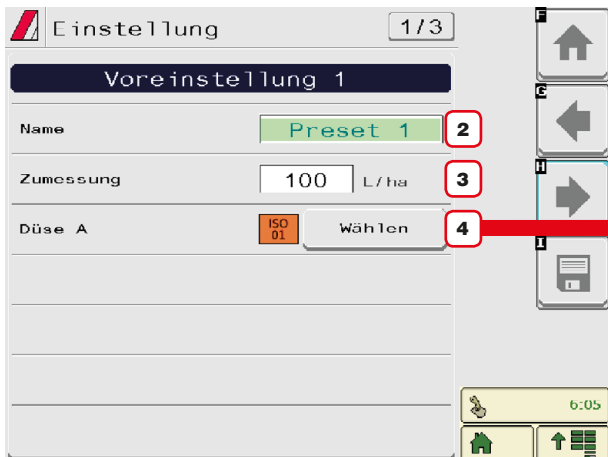 Einstellung 1/3
Voreinstellung 1
Name Preset 1 2
Zumessung 100 L/ha 3
Düse A ISO 01 Wählen 4
F
G
H
I
6:05